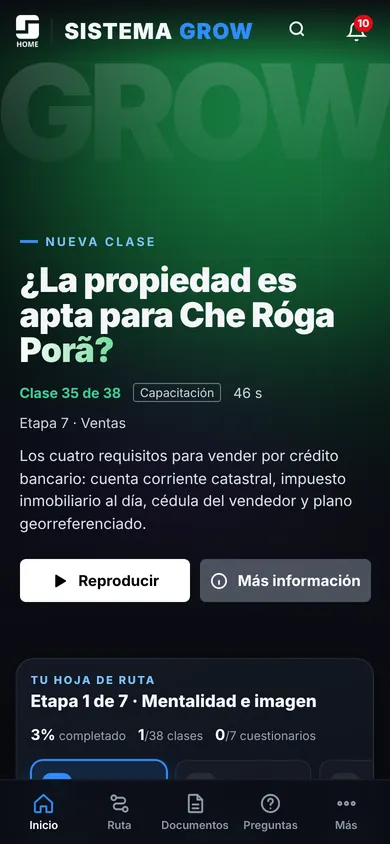 HOME
SISTEMA GROW
10
GROW
NUEVA CLASE
¿La propiedad es
apta para Che Róga
Porã?
Clase 35 de 38 Capacitación 46 s
Etapa 7 · Ventas
Los cuatro requisitos para vender por crédito
bancario: cuenta corriente catastral, impuesto
inmobiliario al día, cédula del vendedor y plano
georreferenciado.
Reproducir Más información
TU HOJA DE RUTA
Etapa 1 de 7 · Mentalidad e imagen
3% completado 1/38 clases 0/7 cuestionarios
Inicio Ruta Documentos Preguntas Más